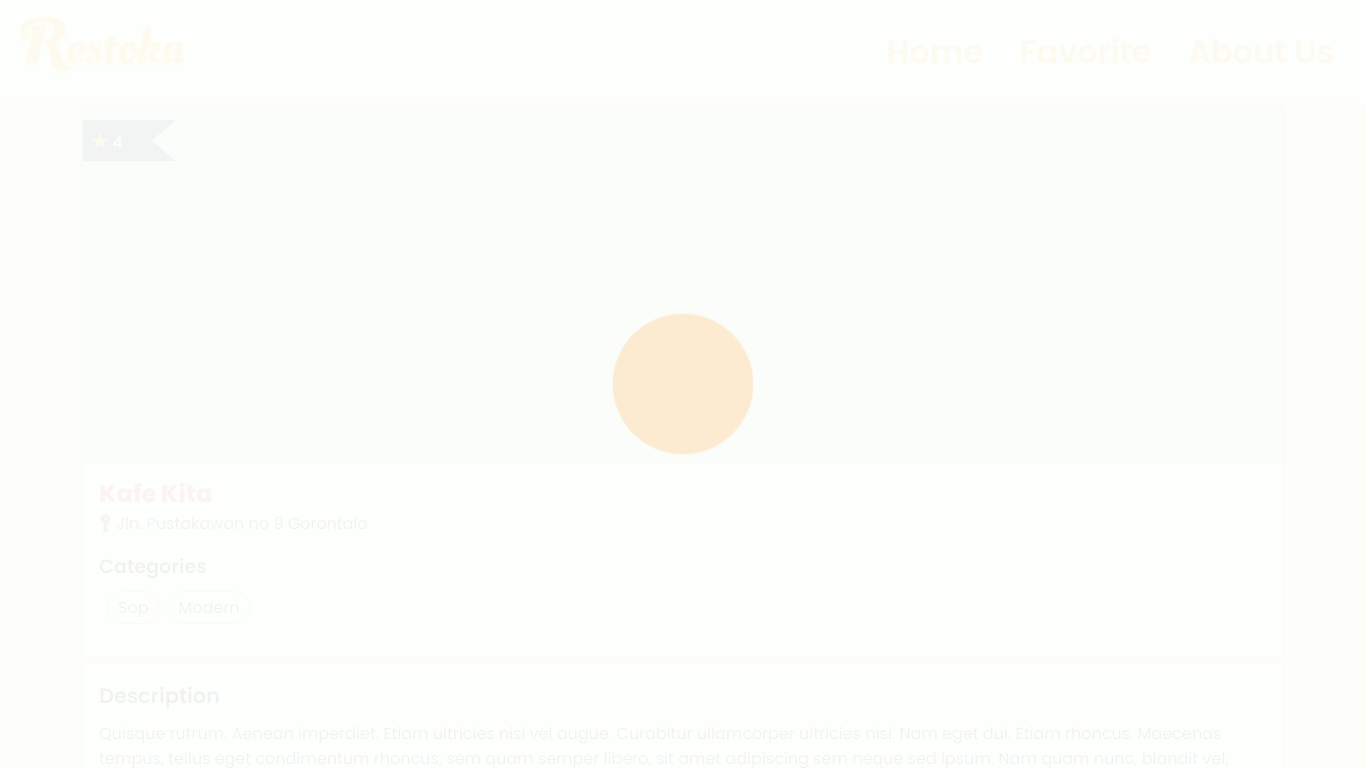 Restoka
Home Favorite About Us
★ 4
Kafe Kita
Jln. Pustakawan no 9 Gorontalo
Categories
Sop Modern
Description
Quisque rutrum. Aenean imperdiet. Etiam ultricies nisi vel augue. Curabitur ullamcorper ultricies nisi. Nam eget dui. Etiam rhoncus. Maecenas
tempus, tellus eget condimentum rhoncus, sem quam semper libero, sit amet adipiscing sem neque sed ipsum. Nam quam nunc, blandit vel,